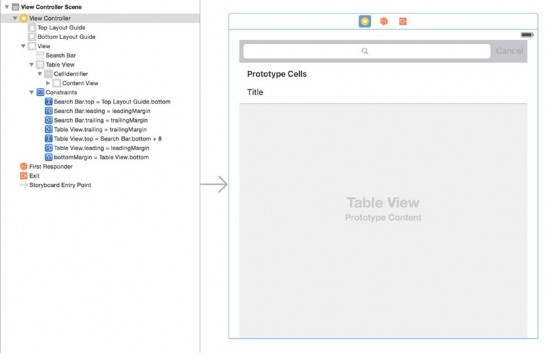 View Controller Scene
View Controller
Top Layout Guide
Bottom Layout Guide
View
Search Bar
Table View
CellIdentifier
Content View
Constraints
Search Bar.top = Top Layout Guide.bottom
Search Bar.leading = leadingMargin
Search Bar.trailing = trailingMargin
Table View.trailing = trailingMargin
Table View.top = Search Bar.bottom + 8
Table View.leading = leadingMargin
bottomMargin = Table View.bottom
First Responder
Exit
Storyboard Entry Point
Cancel
Prototype Cells
Title
Table View
Prototype Content